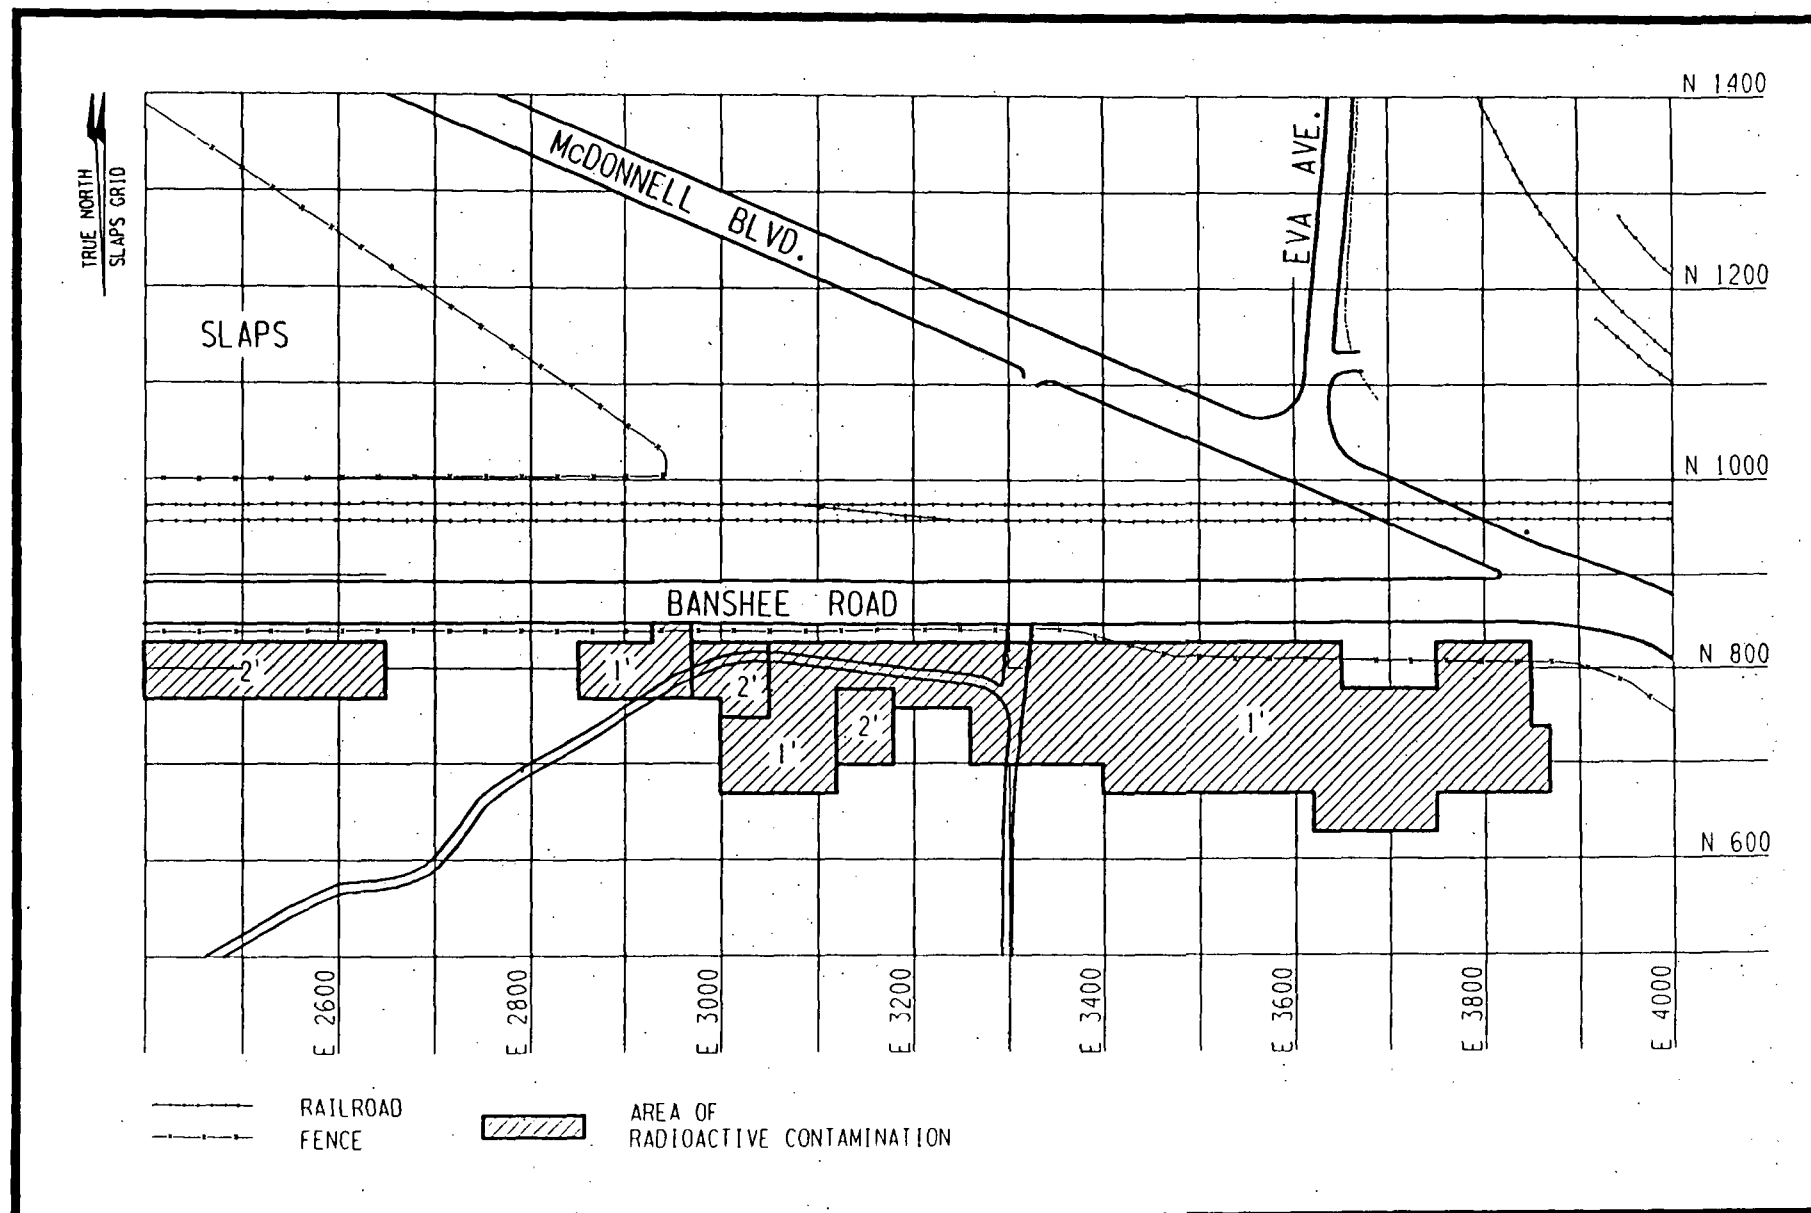 N 1400
McDONNELL BLVD.
EVA AVE.
TRUE NORTH
SLAPS GRID
N 1200
SLAPS
N 1000
BANSHEE ROAD
N 800
2'
1'
2'
1'
2'
1'
N 600
E 2600
E 2800
E 3000
E 3200
E 3400
E 3600
E 3800
E 4000
RAILROAD
FENCE
AREA OF
RADIOACTIVE CONTAMINATION